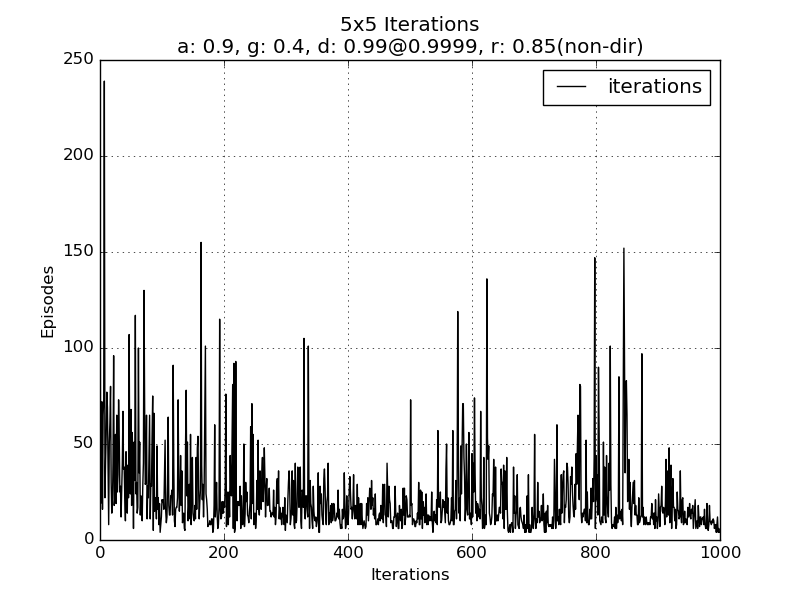 5x5 Iterations
a: 0.9, g: 0.4, d: 0.99@0.9999, r: 0.85(non-dir)
iterations
250
200
150
100
50
0
Episodes
0 200 400 600 800 1000
Iterations